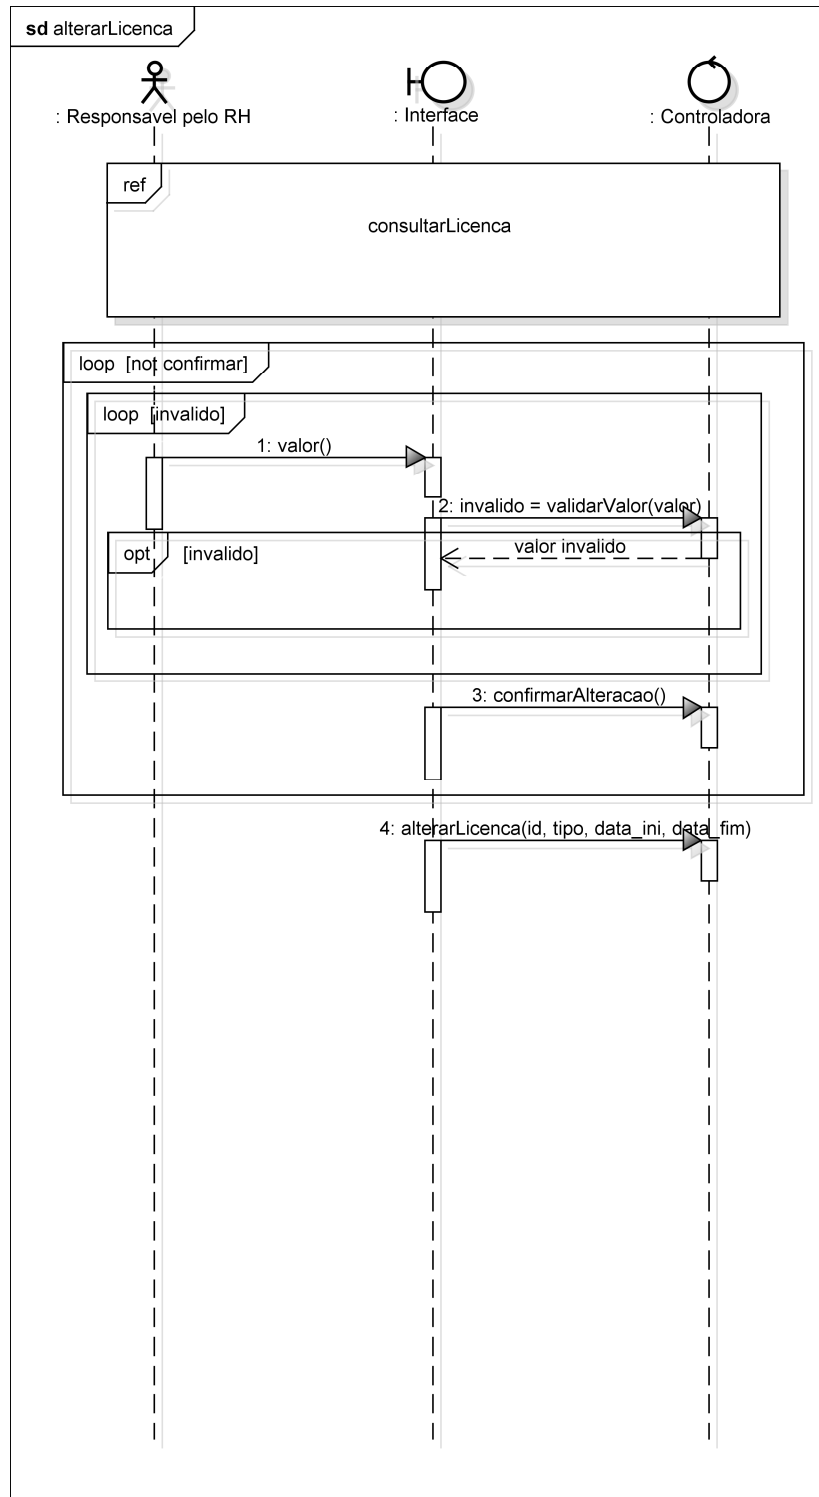 sd alterarLicenca
: Responsavel pelo RH
: Interface
: Controladora
ref
consultarLicenca
loop [not confirmar]
loop [invalido]
1: valor()
2: invalido = validarValor(valor)
opt [invalido]
valor invalido
3: confirmarAlteracao()
4: alterarLicenca(id, tipo, data_ini, data_fim)